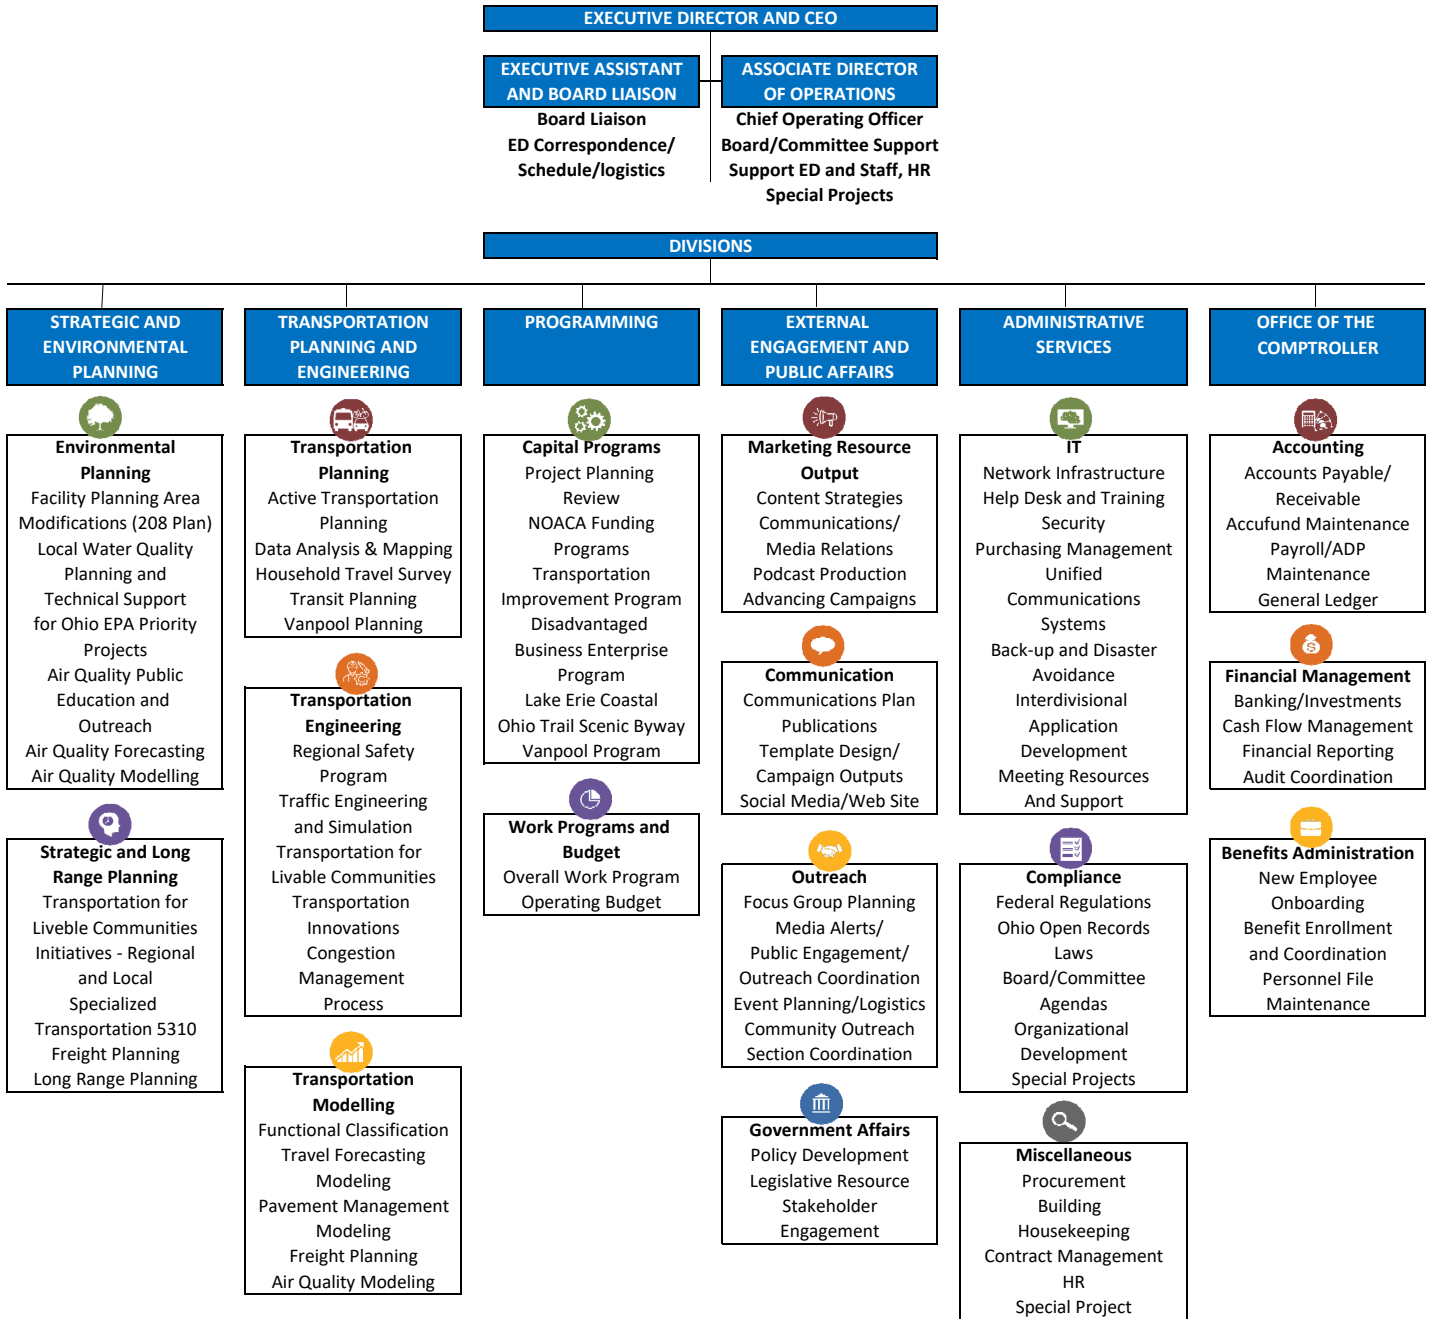 EXECUTIVE DIRECTOR AND CEO
EXECUTIVE ASSISTANT
AND BOARD LIAISON
Board Liaison
ED Correspondence/
Schedule/logistics
ASSOCIATE DIRECTOR
OF OPERATIONS
Chief Operating Officer
Board/Committee Support
Support ED and Staff, HR
Special Projects
DIVISIONS
STRATEGIC AND
ENVIRONMENTAL
PLANNING
Environmental
Planning
Facility Planning Area
Modifications (208 Plan)
Local Water Quality
Planning and
Technical Support
for Ohio EPA Priority
Projects
Air Quality Public
Education and
Outreach
Air Quality Forecasting
Air Quality Modelling
Strategic and Long
Range Planning
Transportation for
Liveble Communities
Initiatives - Regional
and Local
Specialized
Transportation 5310
Freight Planning
Long Range Planning
TRANSPORTATION
PLANNING AND
ENGINEERING
Transportation
Planning
Active Transportation
Planning
Data Analysis & Mapping
Household Travel Survey
Transit Planning
Vanpool Planning
Transportation
Engineering
Regional Safety
Program
Traffic Engineering
and Simulation
Transportation for
Livable Communities
Transportation
Innovations
Congestion
Management
Process
Transportation
Modelling
Functional Classification
Travel Forecasting
Modeling
Pavement Management
Modeling
Freight Planning
Air Quality Modeling
PROGRAMMING
Capital Programs
Project Planning
Review
NOACA Funding
Programs
Transportation
Improvement Program
Disadvantaged
Business Enterprise
Program
Lake Erie Coastal
Ohio Trail Scenic Byway
Vanpool Program
Work Programs and
Budget
Overall Work Program
Operating Budget
EXTERNAL
ENGAGEMENT AND
PUBLIC AFFAIRS
Marketing Resource
Output
Content Strategies
Communications/
Media Relations
Podcast Production
Advancing Campaigns
Communication
Communications Plan
Publications
Template Design/
Campaign Outputs
Social Media/Web Site
Outreach
Focus Group Planning
Media Alerts/
Public Engagement/
Outreach Coordination
Event Planning/Logistics
Community Outreach
Section Coordination
Government Affairs
Policy Development
Legislative Resource
Stakeholder
Engagement
ADMINISTRATIVE
SERVICES
IT
Network Infrastructure
Help Desk and Training
Security
Purchasing Management
Unified
Communications
Systems
Back-up and Disaster
Avoidance
Interdivisional
Application
Development
Meeting Resources
And Support
Compliance
Federal Regulations
Ohio Open Records
Laws
Board/Committee
Agendas
Organizational
Development
Special Projects
Miscellaneous
Procurement
Building
Housekeeping
Contract Management
HR
Special Project
OFFICE OF THE
COMPTROLLER
Accounting
Accounts Payable/
Receivable
Accufund Maintenance
Payroll/ADP
Maintenance
General Ledger
Financial Management
Banking/Investments
Cash Flow Management
Financial Reporting
Audit Coordination
Benefits Administration
New Employee
Onboarding
Benefit Enrollment
and Coordination
Personnel File
Maintenance